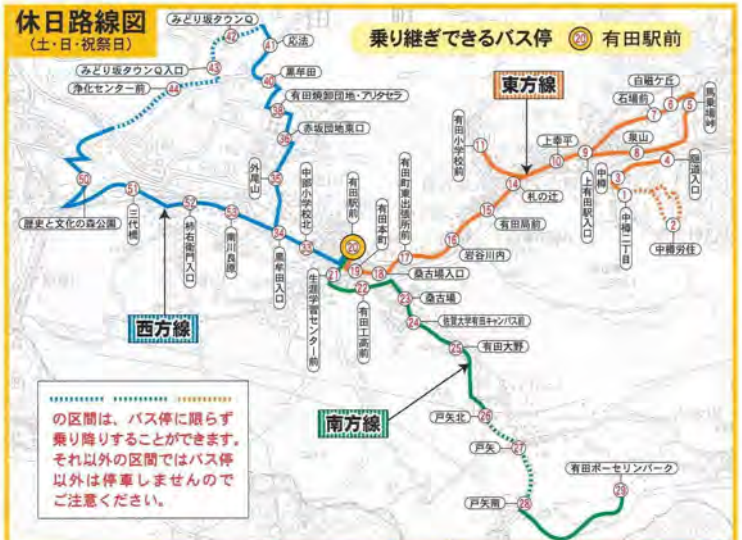 休日路線図
(土・日・祝祭日)
乗り継ぎできるバス停 ⑳ 有田駅前
みどり坂タウンQ
42
応法
41
みどり坂タウンQ入口
43
黒牟田
40
浄化センター前
44
有田焼卸団地・アリタセラ
赤坂団地東口
外尾山
35
中部小学校北
33
有田駅前
20
有田本町
19
有田町東出張所前
17
有田小学校前
11
東方線
上幸平
10
石場前
7
白磁ケ丘
6
馬乗場峠
5
泉山
8
9
上有田駅入口
中樽
3
4
隧道入口
1
中樽二丁目
2
中樽労住
14
札の辻
15
有田局前
16
岩谷川内
18
桑古場入口
50
歴史と文化の森公園
51
三代橋
52
柿右衛門入口
53
南川良原
34
黒牟田入口
西方線
21
生涯学習センター前
22
有田工高前
23
桑古場
24
佐賀大学有田キャンパス前
25
有田大野
南方線
戸矢北
26
戸矢
27
戸矢南
28
有田ポーセリンパーク
29
の区間は、バス停に限らず
乗り降りすることができます。
それ以外の区間ではバス停
以外は停車しませんので
ご注意ください。